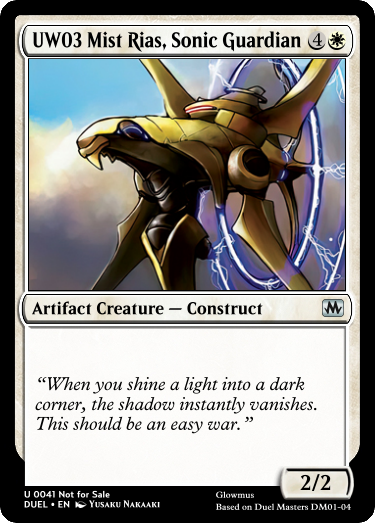 UW03 Mist Rias, Sonic Guardian 4
Artifact Creature — Construct
“When you shine a light into a dark
corner, the shadow instantly vanishes.
This should be an easy war.”
2/2
U 0041 Not for Sale
DUEL • EN Yusaku Nakaaki
Glowmus
Based on Duel Masters DM01-04